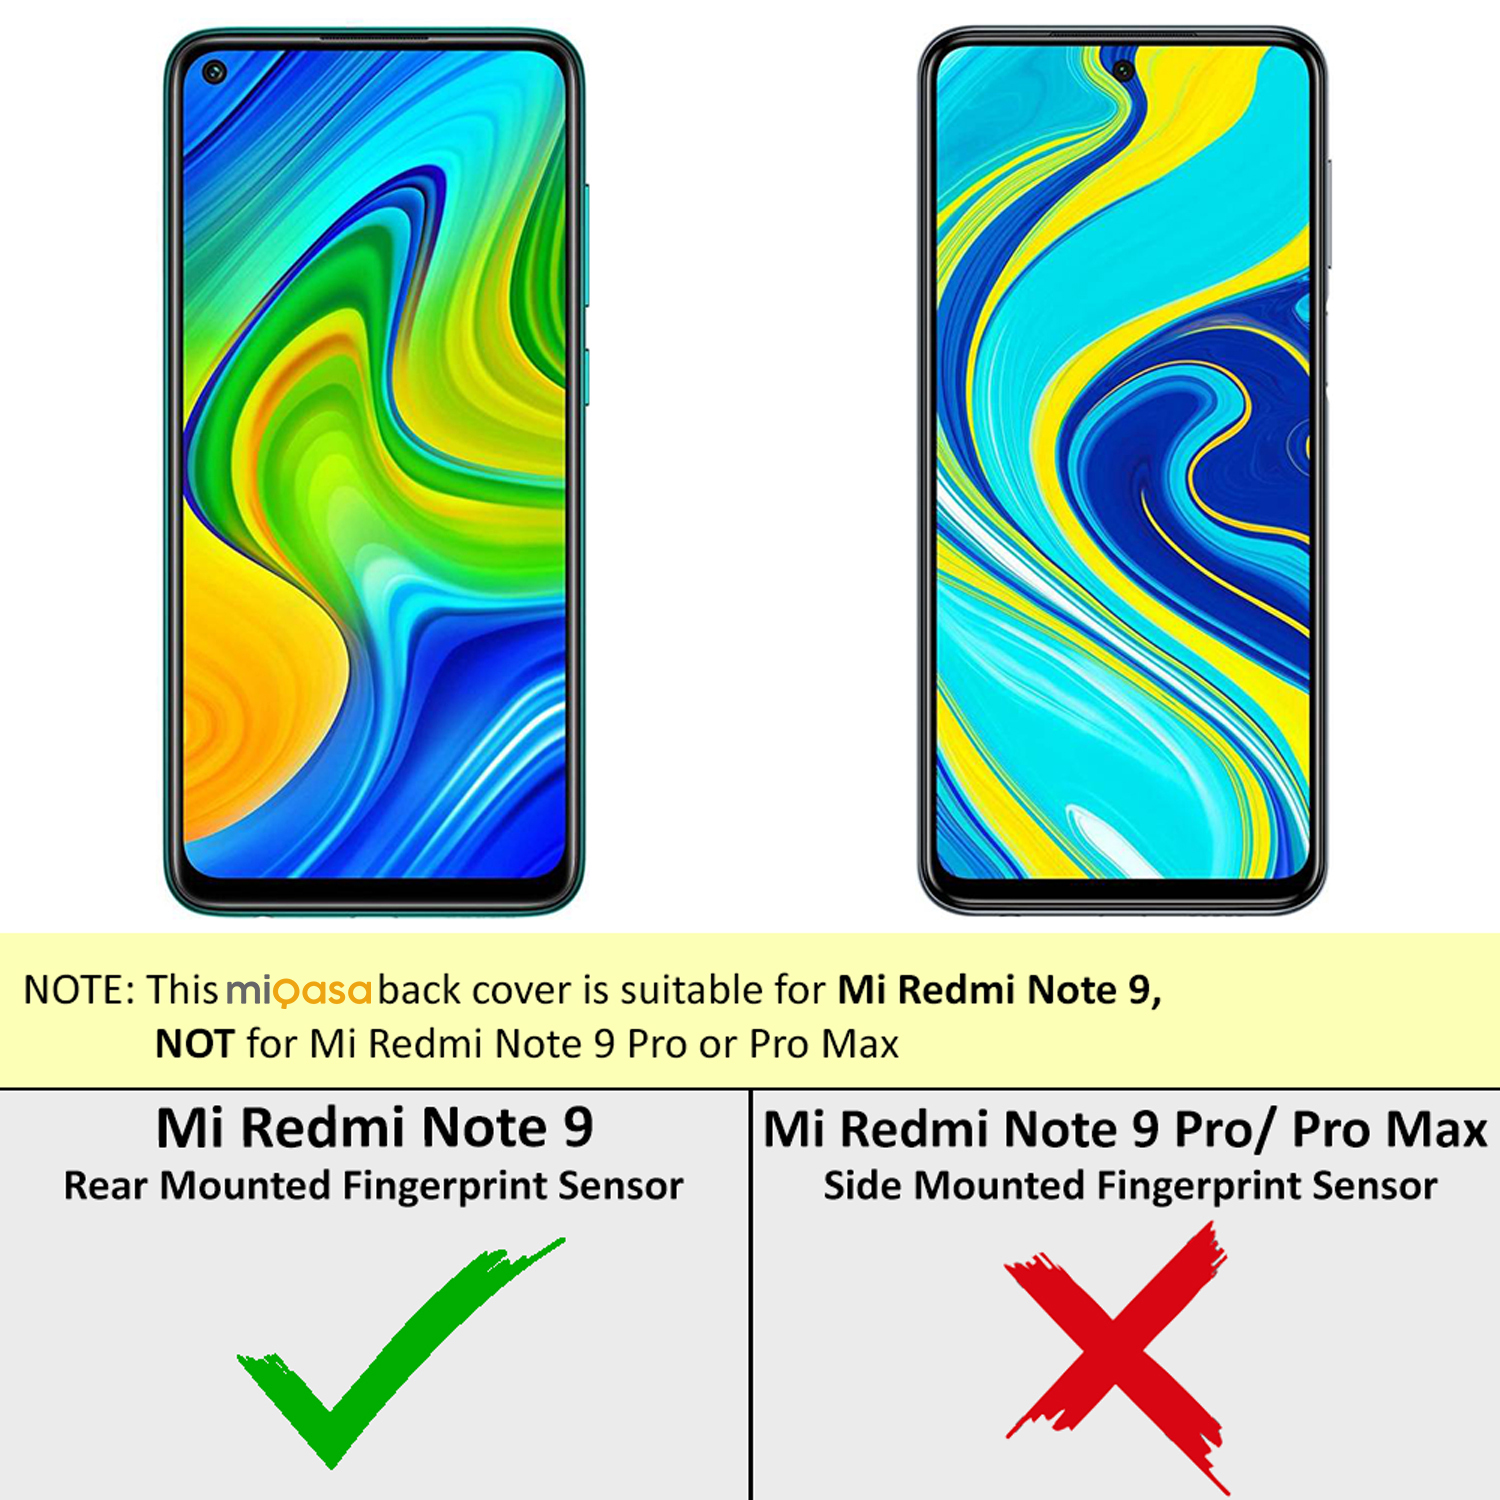 NOTE: This miQasa back cover is suitable for Mi Redmi Note 9,
NOT for Mi Redmi Note 9 Pro or Pro Max
Mi Redmi Note 9
Rear Mounted Fingerprint Sensor
Mi Redmi Note 9 Pro/ Pro Max
Side Mounted Fingerprint Sensor